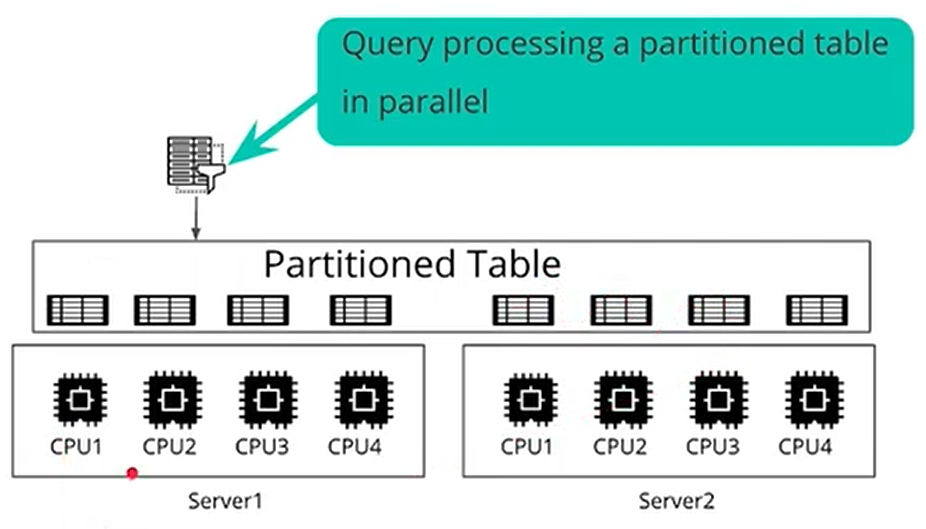 Query processing a partitioned table
in parallel
Partitioned Table
CPU1 CPU2 CPU3 CPU4 CPU1 CPU2 CPU3 CPU4
Server1 Server2